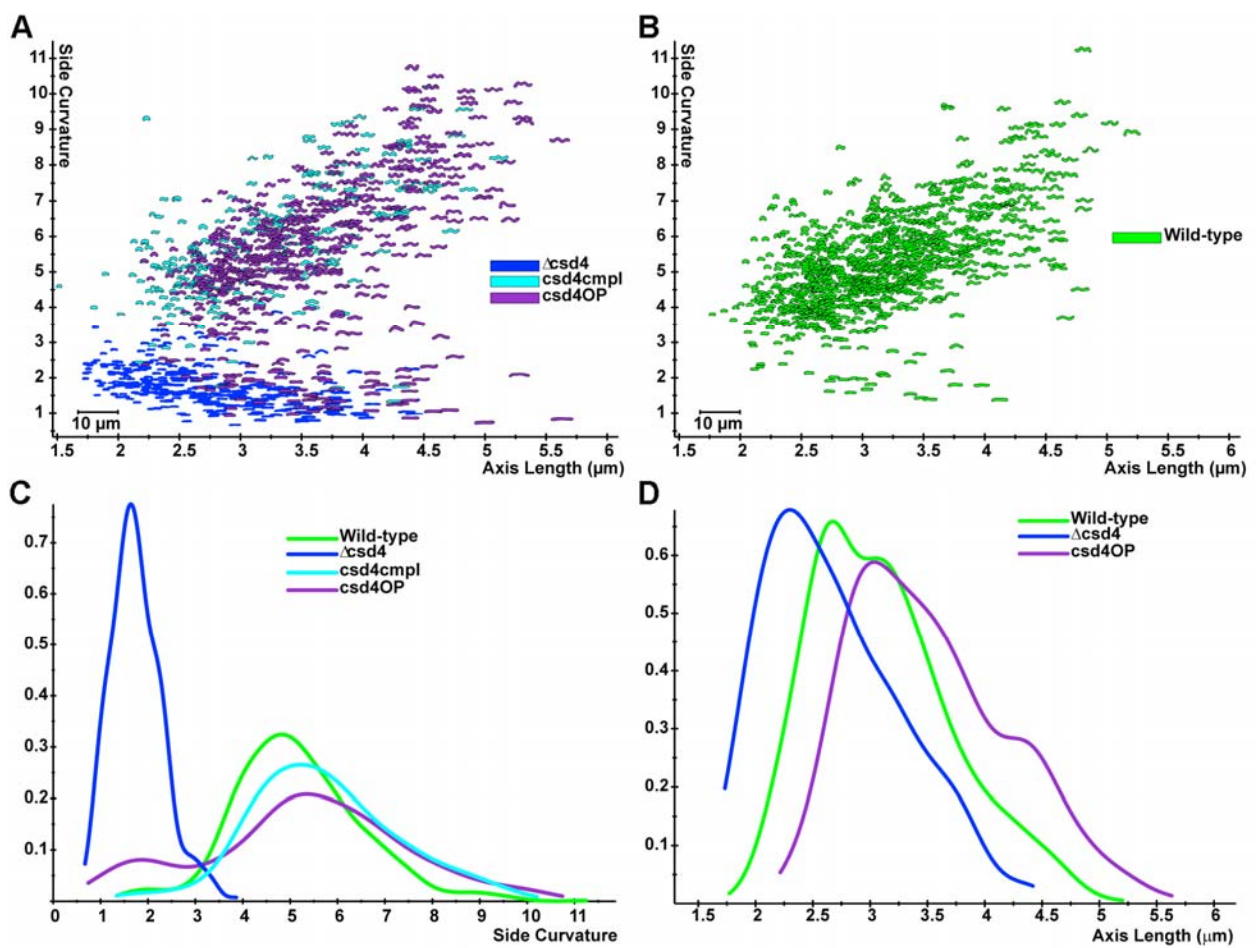 A
Side Curvature
11
10
9
8
7
6
5
4
3
2
1
Δcsd4
csd4cmpl
csd4OP
10 µm
1.5 2 2.5 3 3.5 4 4.5 5 5.5 6
Axis Length (µm)
B
Side Curvature
11
10
9
8
7
6
5
4
3
2
1
Wild-type
10 µm
1.5 2 2.5 3 3.5 4 4.5 5 5.5 6
Axis Length (µm)
C
0.7
0.6
0.5
0.4
0.3
0.2
0.1
Wild-type
Δcsd4
csd4cmpl
csd4OP
0 1 2 3 4 5 6 7 8 9 10 11
Side Curvature
D
0.6
0.5
0.4
0.3
0.2
0.1
Wild-type
Δcsd4
csd4OP
1.5 2 2.5 3 3.5 4 4.5 5 5.5 6
Axis Length (µm)